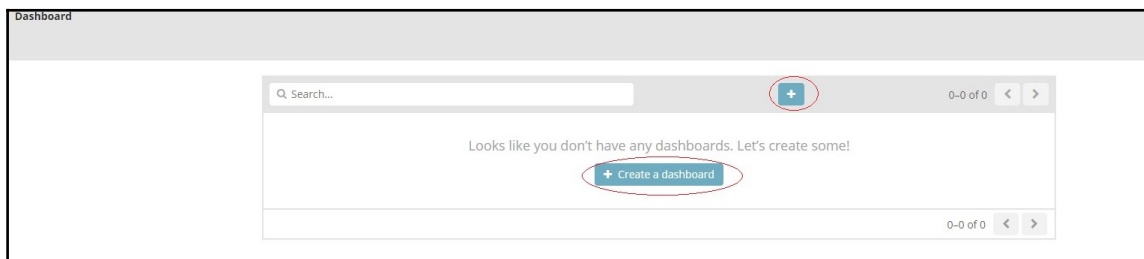 Dashboard
Search...
+
0–0 of 0 < >
Looks like you don't have any dashboards. Let's create some!
+ Create a dashboard
0–0 of 0 < >